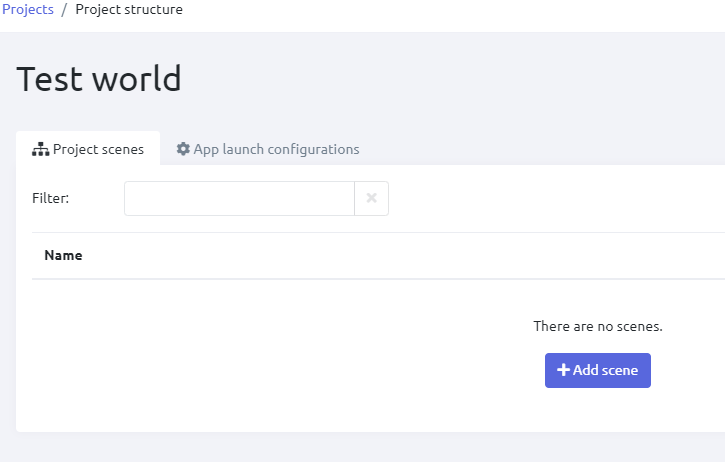 Projects / Project structure
Test world
Project scenes App launch configurations
Filter:
Name
There are no scenes.
Add scene